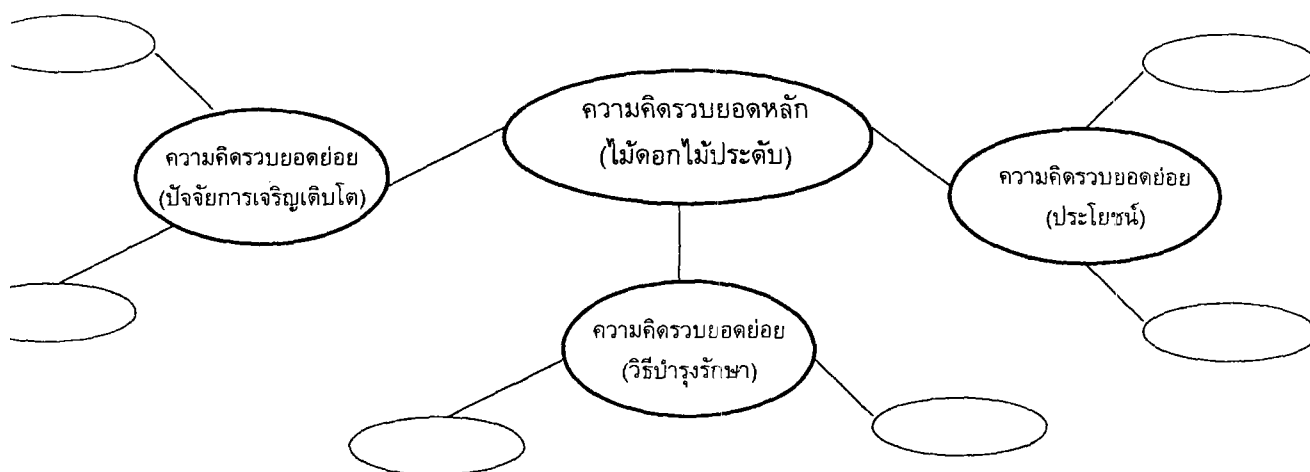 ความคิดรวบยอดหลัก
(ไม้ดอกไม้ประดับ)
ความคิดรวบยอดย่อย
(ปัจจัยการเจริญเติบโต)
ความคิดรวบยอดย่อย
(ประโยชน์)
ความคิดรวบยอดย่อย
(วิธีบำรุงรักษา)